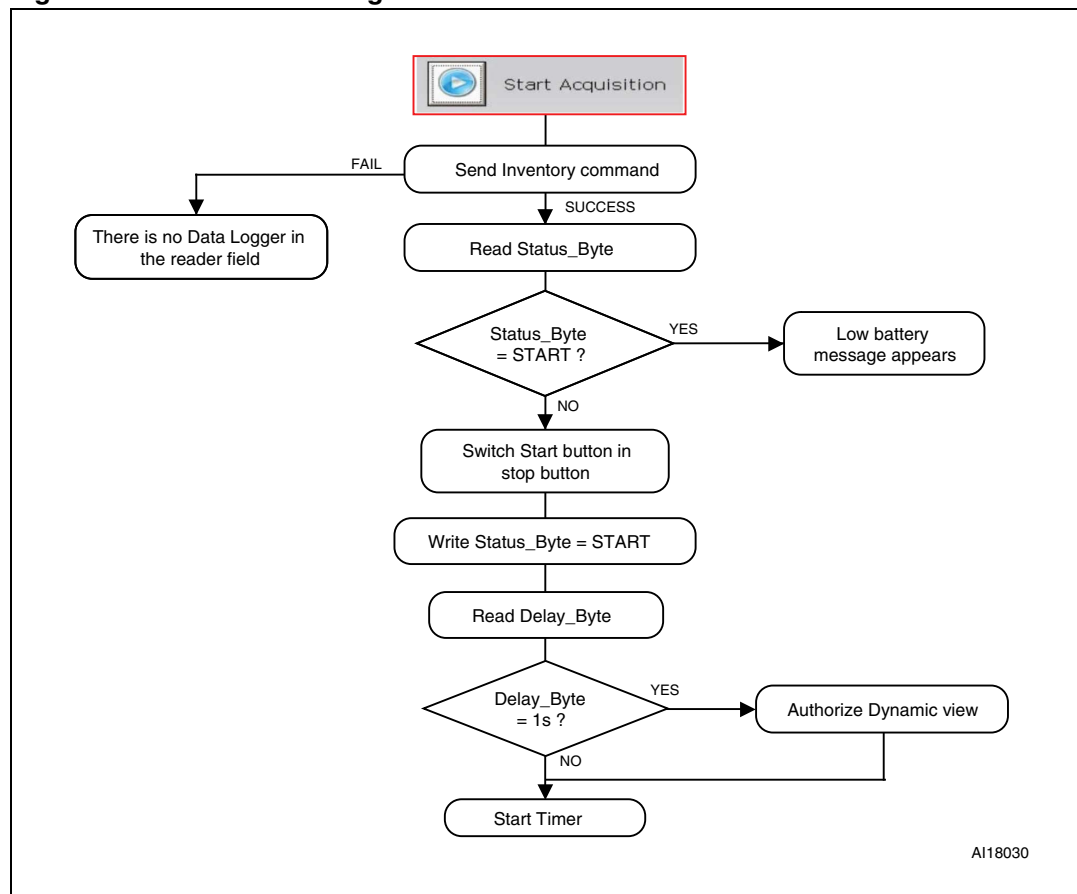 Start Acquisition
FAIL
Send Inventory command
SUCCESS
There is no Data Logger in
the reader field
Read Status_Byte
Status_Byte
= START ?
YES
Low battery
message appears
NO
Switch Start button in
stop button
Write Status_Byte = START
Read Delay_Byte
Delay_Byte
= 1s ?
YES
Authorize Dynamic view
NO
Start Timer
AI18030